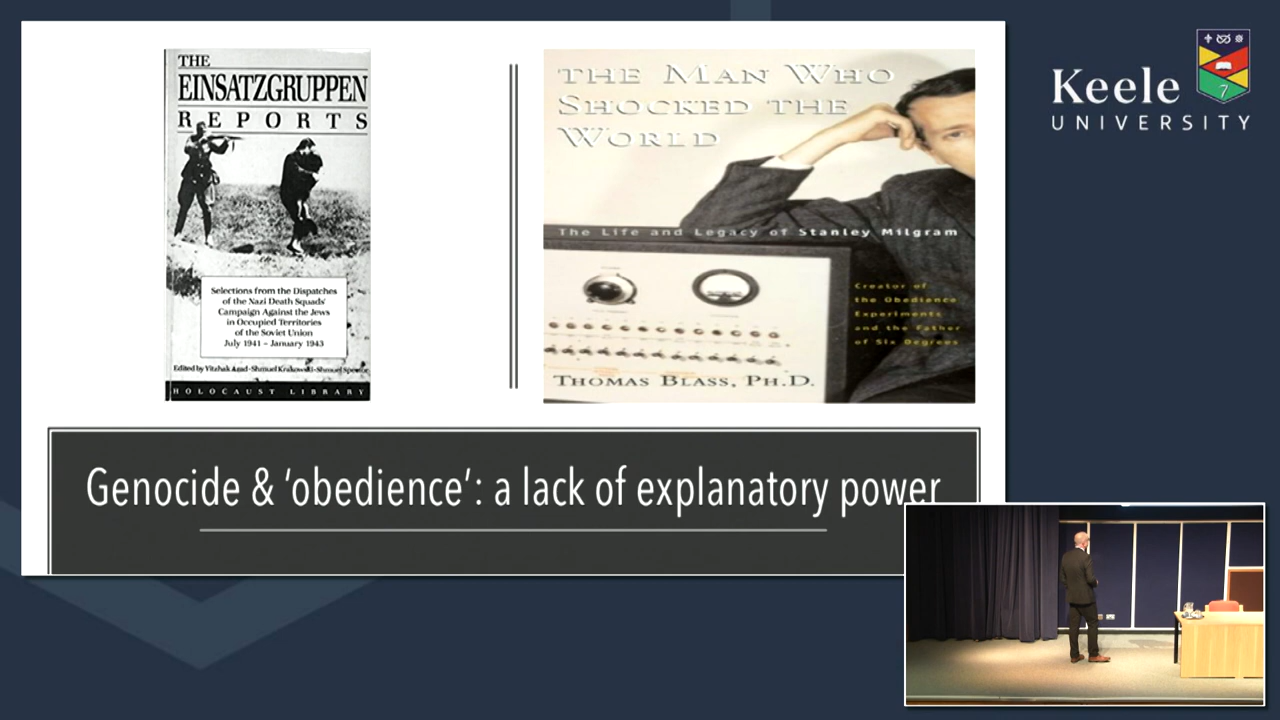 THE
EINSATZGRUPPEN
REPORTS
Selections from the Dispatches
of the Nazi Death Squads'
Campaign Against the Jews
in Occupied Territories
of the Soviet Union
July 1941 – January 1943
Edited by Yitzhak Arad · Shmuel Krakowski · Shmuel Spector
HOLOCAUST LIBRARY
THE MAN WHO
SHOCKED THE
WORLD
The Life and Legacy of Stanley Milgram
Creator of
the Obedience
Experiments
and the Father
of Six Degrees
THOMAS BLASS, PH.D.
Genocide & ‘obedience’: a lack of explanatory power
Keele
UNIVERSITY